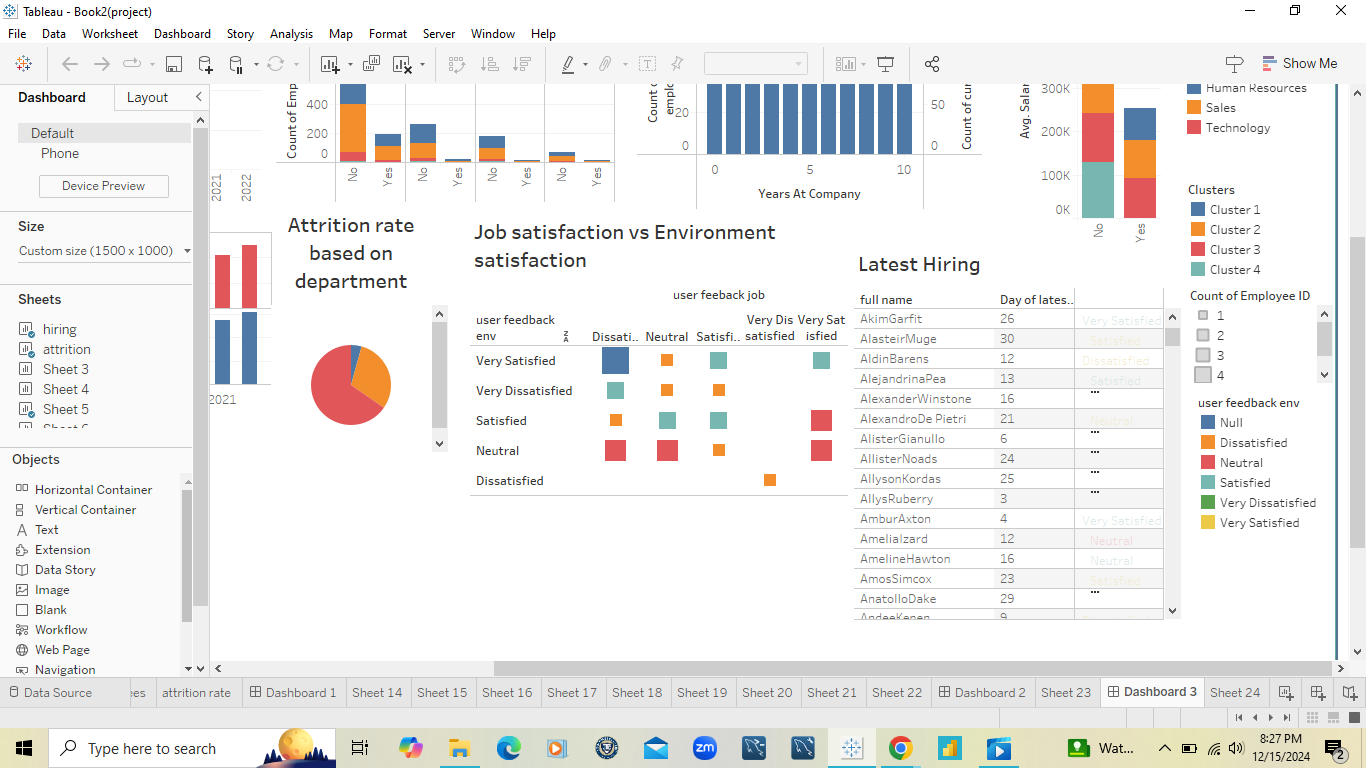 Tableau - Book2(project)
File Data Worksheet Dashboard Story Analysis Map Format Server Window Help
Show Me
Dashboard Layout
Default
Phone
Device Preview
Size
Custom size (1500 x 1000)
Sheets
hiring
attrition
Sheet 3
Sheet 4
Sheet 5
Objects
Horizontal Container
Vertical Container
Text
Extension
Data Story
Image
Blank
Workflow
Web Page
Navigation
2021
2022
2021
Count of Emp
400
200
0
No Yes No Yes No Yes No Yes
Count
emplo
20
0
50
0
Count of cur
0 5 10
Years At Company
Avg. Salar
300K
200K
100K
0K
No Yes
Human Resources
Sales
Technology
Clusters
Cluster 1
Cluster 2
Cluster 3
Cluster 4
Count of Employee ID
1
2
3
4
user feedback env
Null
Dissatisfied
Neutral
Satisfied
Very Dissatisfied
Very Satisfied
Attrition rate
based on
department
Job satisfaction vs Environment
satisfaction
user feeback job
user feedback
env
Dissati.. Neutral Satisfi.. Very Dis
satisfied Very Sat
isfied
Very Satisfied
Very Dissatisfied
Satisfied
Neutral
Dissatisfied
Latest Hiring
full name Day of lates..
AkimGarfit 26 Very Satisfied
AlasteirMuge 30 Satisfied
AldinBarens 12 Dissatisfied
AlejandrinaPea 13 Satisfied
AlexanderWinstone 16
AlexandroDe Pietri 21 Neutral
AlisterGianullo 6
AllisterNoads 24
AllysonKordas 25
AllysRuberry 3
AmburAxton 4 Very Satisfied
AmeliaIzard 12 Neutral
AmelineHawton 16 Neutral
AmosSimcox 23 Satisfied
AnatolloDake 29
AndeeKenen 9
Data Source ees attrition rate Dashboard 1 Sheet 14 Sheet 15 Sheet 16 Sheet 17 Sheet 18 Sheet 19 Sheet 20 Sheet 21 Sheet 22 Dashboard 2 Sheet 23 Dashboard 3 Sheet 24
Type here to search
zm
Wat...
8:27 PM
12/15/2024
2